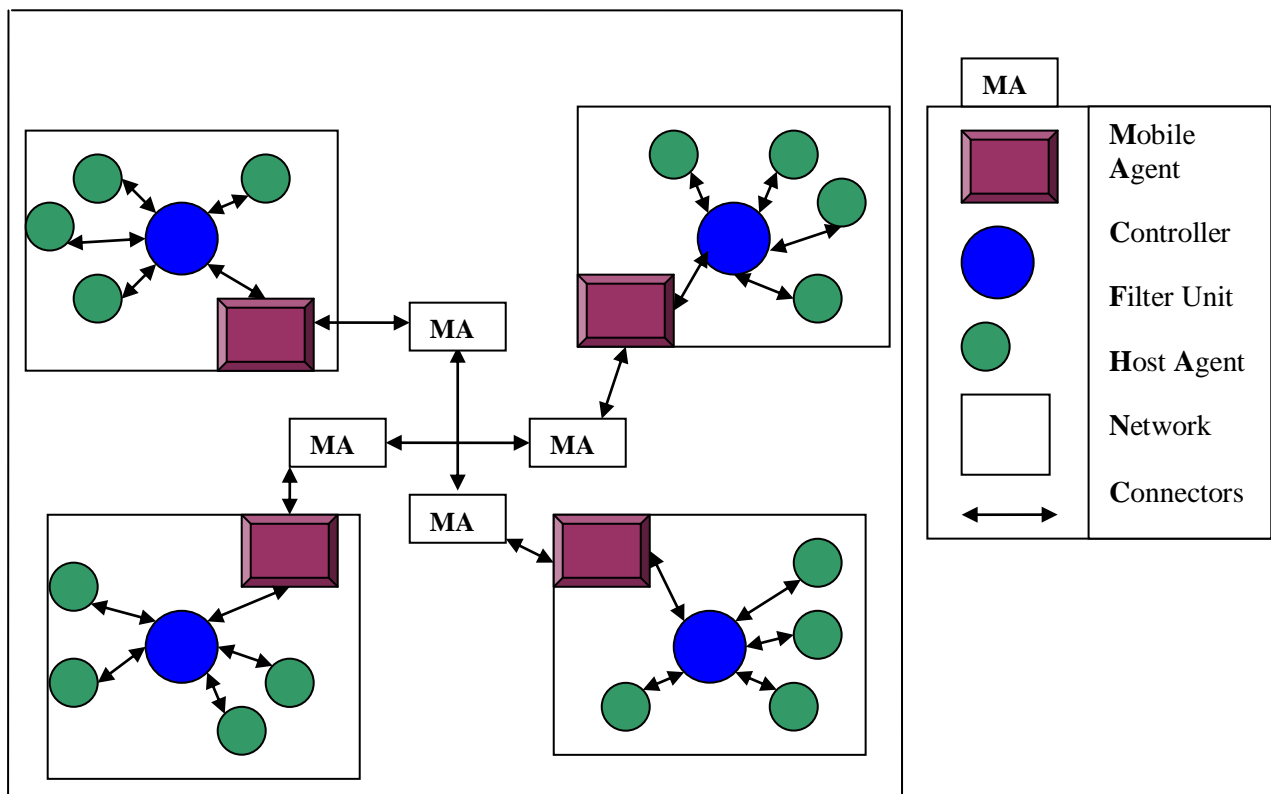 MA
MA
MA
MA
MA
Mobile
Agent
Controller
Filter Unit
Host Agent
Network
Connectors